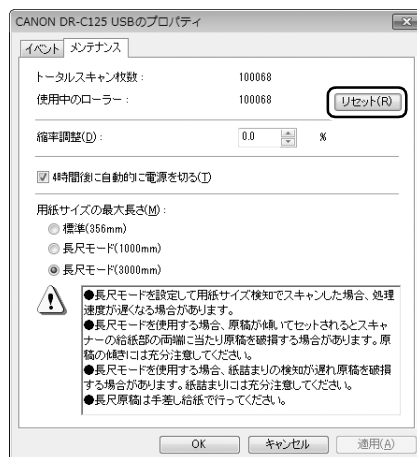 CANON DR-C125 USBのプロパティ
イベント メンテナンス
トータルスキャン枚数： 100068
使用中のローラー： 100068 リセット(R)
縮率調整(D)： 0.0 %
4時間後に自動的に電源を切る(T)
用紙サイズの最大長さ(M)：
標準(356mm)
長尺モード(1000mm)
長尺モード(3000mm)
●長尺モードを設定して用紙サイズ検知でスキャンした場合、処理
速度が遅くなる場合があります。
●長尺モードを使用する場合、原稿が傾いてセットされるとスキャ
ナーの給紙部の両端に当たり原稿を破損する場合があります。原
稿の傾きには充分注意してください。
●長尺モードを使用する場合、紙詰まりの検知が遅れ原稿を破損
する場合があります。紙詰まりには充分注意してください。
●長尺原稿は手差し給紙で行ってください。
OK キャンセル 適用(A)